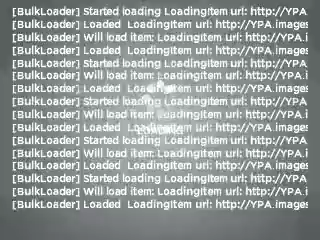 [BulkLoader] Started loading LoadingItem url: http://YPA
[BulkLoader] Loaded LoadingItem url: http://YPA.images
[BulkLoader] Will load item: LoadingItem url: http://YPA.i
[BulkLoader] Loaded LoadingItem url: http://YPA.images
[BulkLoader] Started loading LoadingItem url: http://YPA
[BulkLoader] Will load item: LoadingItem url: http://YPA.i
[BulkLoader] Loaded LoadingItem url: http://YPA.images
[BulkLoader] Started loading LoadingItem url: http://YPA
[BulkLoader] Will load item: LoadingItem url: http://YPA.i
[BulkLoader] Loaded LoadingItem url: http://YPA.images
[BulkLoader] Started loading LoadingItem url: http://YPA
[BulkLoader] Will load item: LoadingItem url: http://YPA.i
[BulkLoader] Loaded LoadingItem url: http://YPA.images
[BulkLoader] Started loading LoadingItem url: http://YPA
[BulkLoader] Will load item: LoadingItem url: http://YPA.i
[BulkLoader] Loaded LoadingItem url: http://YPA.images